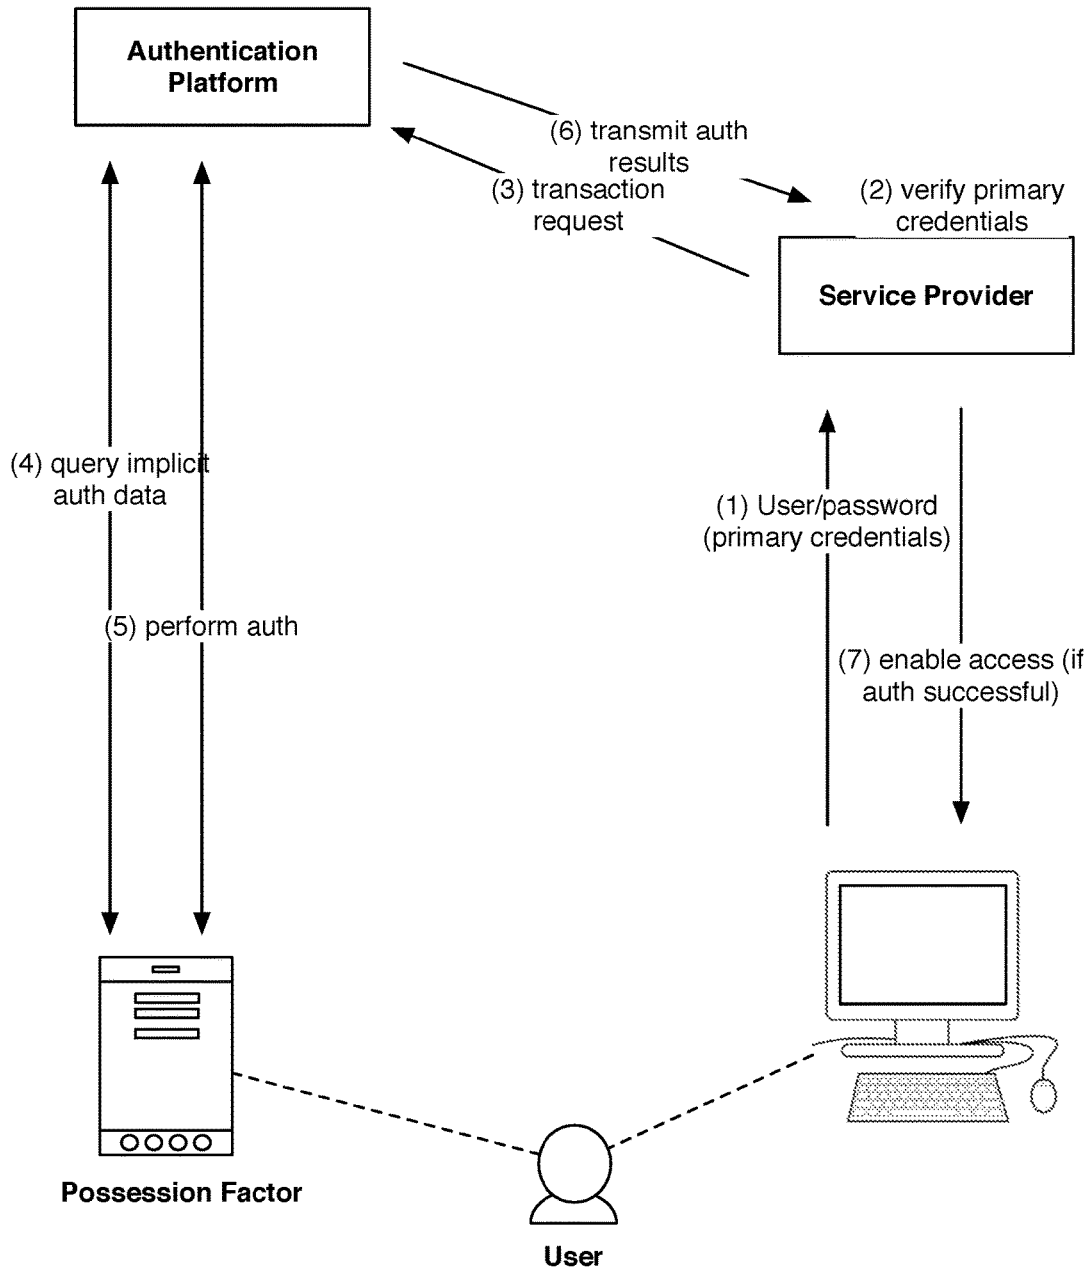 Authentication
Platform
(6) transmit auth
results
(3) transaction
request
(2) verify primary
credentials
Service Provider
(4) query implicit
auth data
(1) User/password
(primary credentials)
(5) perform auth
(7) enable access (if
auth successful)
Possession Factor
User